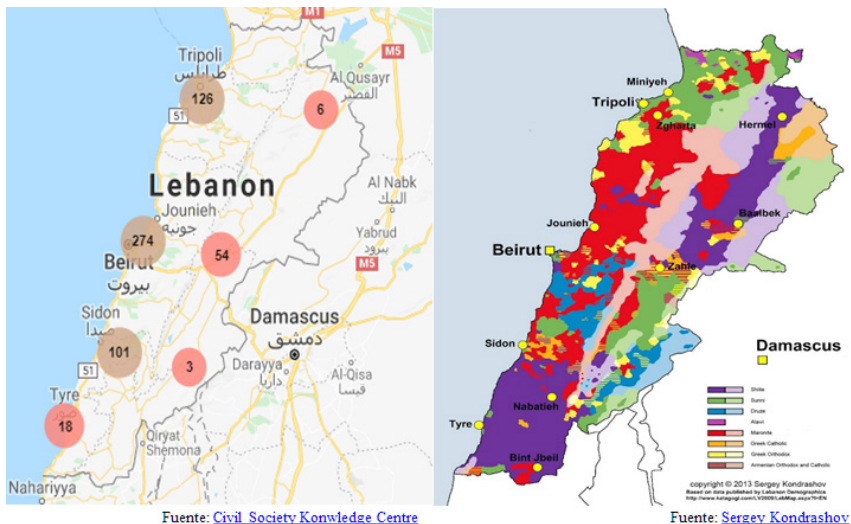 M1
M5
Tripoli
طرابلس
126
Al Qusayr
القصير
6
51
Lebanon
Al Nabk
النبك
Jounieh
جونيه
274
54
Yabrud
يبرود
Beirut
بيروت
M5
Sidon
صيدا
Damascus
دمشق
101
Darayya
داريا
Al-Qisa
قيسا
51
3
Tyre
صور
18
Qiryat
Shemona
Nahariyya
Miniyeh
Tripoli
Zgharta
Hermel
Jounieh
Baalbek
Beirut
Zahle
Sidon
Damascus
Nabatieh
Tyre
Bint Jbeil
Shiite
Sunni
Druze
Alawi
Maronite
Greek Catholic
Greek Orthodox
Armenian Orthodox and Catholic
copyright © 2013 Sergey Kondrashov
Based on data published by Lebanon Demographics
Fuente: Civil Society Konwledge Centre
Fuente: Sergey Kondrashov